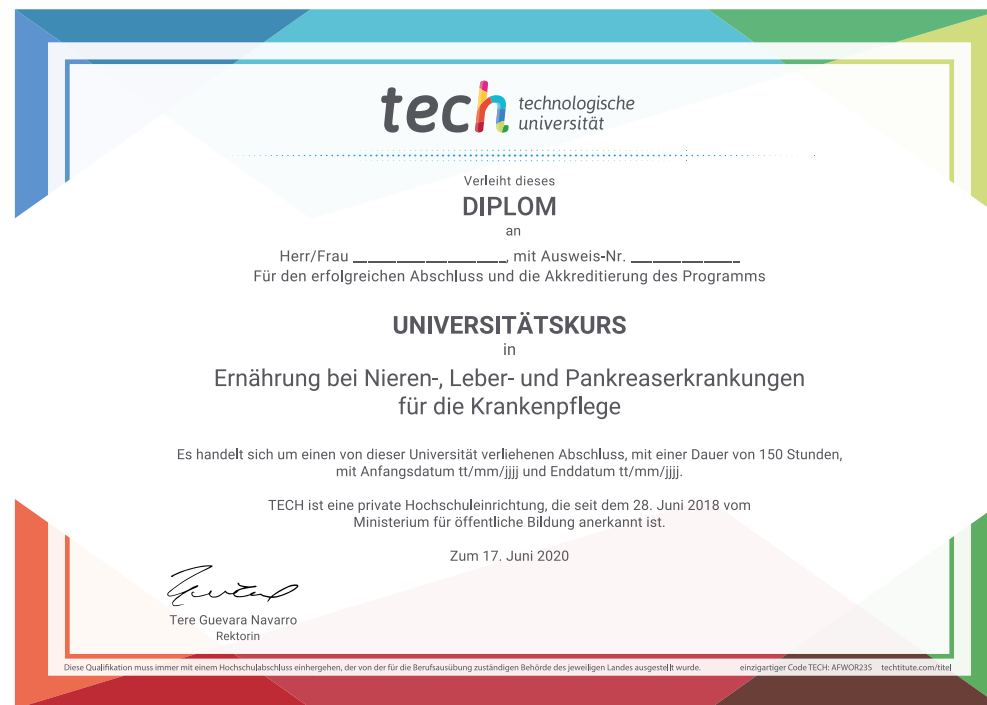 tech technologische
universität
Verleiht dieses
DIPLOM
an
Herr/Frau ____________________, mit Ausweis-Nr. ______________
Für den erfolgreichen Abschluss und die Akkreditierung des Programms
UNIVERSITÄTSKURS
in
Ernährung bei Nieren-, Leber- und Pankreaserkrankungen
für die Krankenpflege
Es handelt sich um einen von dieser Universität verliehenen Abschluss, mit einer Dauer von 150 Stunden,
mit Anfangsdatum tt/mm/jjjj und Enddatum tt/mm/jjjj.
TECH ist eine private Hochschuleinrichtung, die seit dem 28. Juni 2018 vom
Ministerium für öffentliche Bildung anerkannt ist.
Zum 17. Juni 2020
Tere Guevara Navarro
Rektorin
Diese Qualifikation muss immer mit einem Hochschulabschluss einhergehen, der von der für die Berufsausübung zuständigen Behörde des jeweiligen Landes ausgestellt wurde. einzigartiger Code TECH: AFWOR23S techtitute.com/titel